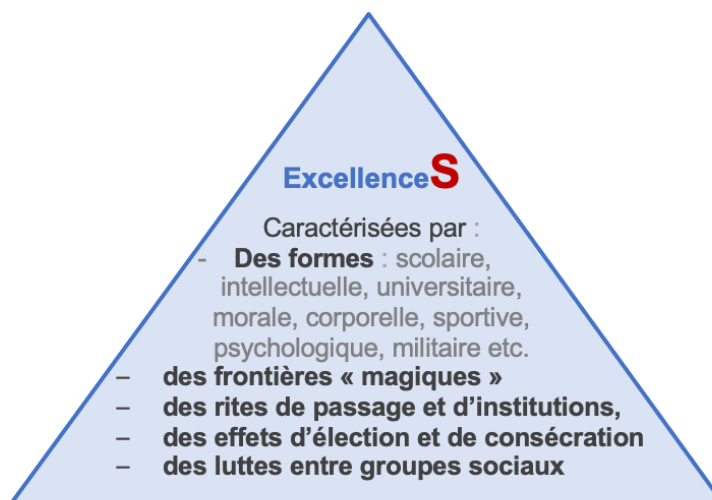 ExcellenceS
Caractérisées par :
- Des formes : scolaire,
intellectuelle, universitaire,
morale, corporelle, sportive,
psychologique, militaire etc.
– des frontières « magiques »
– des rites de passage et d'institutions,
– des effets d'élection et de consécration
– des luttes entre groupes sociaux